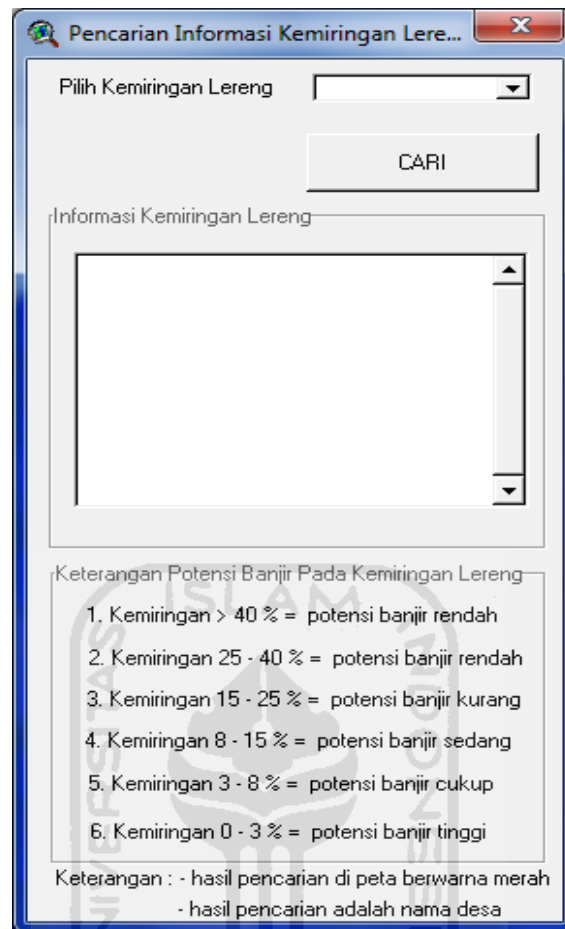 Pencarian Informasi Kemiringan Lere...
Pilih Kemiringan Lereng
CARI
Informasi Kemiringan Lereng
Keterangan Potensi Banjir Pada Kemiringan Lereng
1. Kemiringan > 40 % = potensi banjir rendah
2. Kemiringan 25 - 40 % = potensi banjir rendah
3. Kemiringan 15 - 25 % = potensi banjir kurang
4. Kemiringan 8 - 15 % = potensi banjir sedang
5. Kemiringan 3 - 8 % = potensi banjir cukup
6. Kemiringan 0 - 3 % = potensi banjir tinggi
Keterangan : - hasil pencarian di peta berwarna merah
- hasil pencarian adalah nama desa
ISLAM